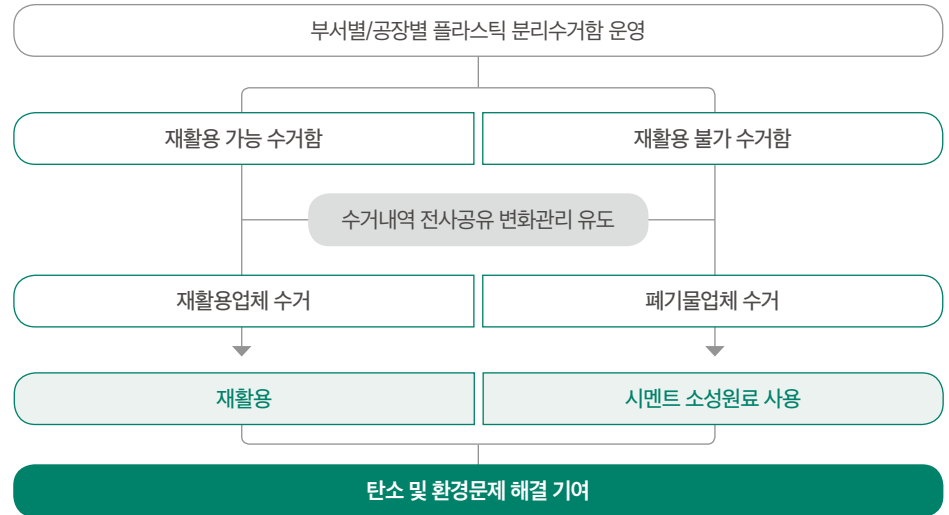 부서별/공장별 플라스틱 분리수거함 운영
재활용 가능 수거함
재활용 불가 수거함
수거내역 전사공유 변화관리 유도
재활용업체 수거
폐기물업체 수거
재활용
시멘트 소성원료 사용
탄소 및 환경문제 해결 기여